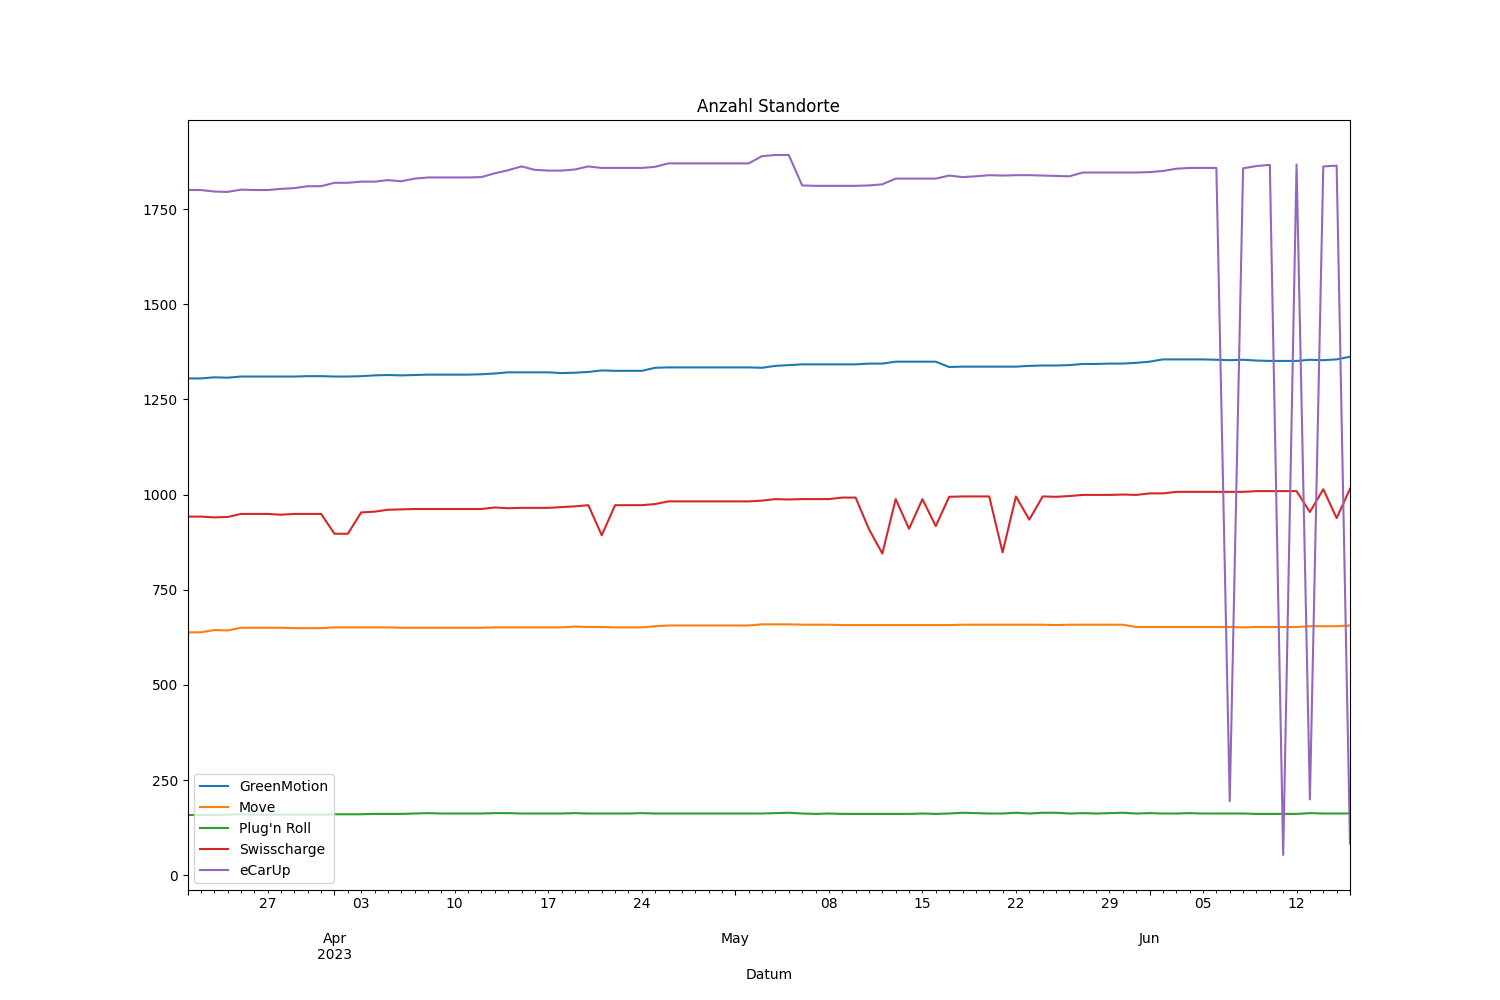 Anzahl Standorte
1750
1500
1250
1000
750
500
250
0
GreenMotion
Move
Plug'n Roll
Swisscharge
eCarUp
27 03 10 17 24 08 15 22 29 05 12
Apr May Jun
2023
Datum